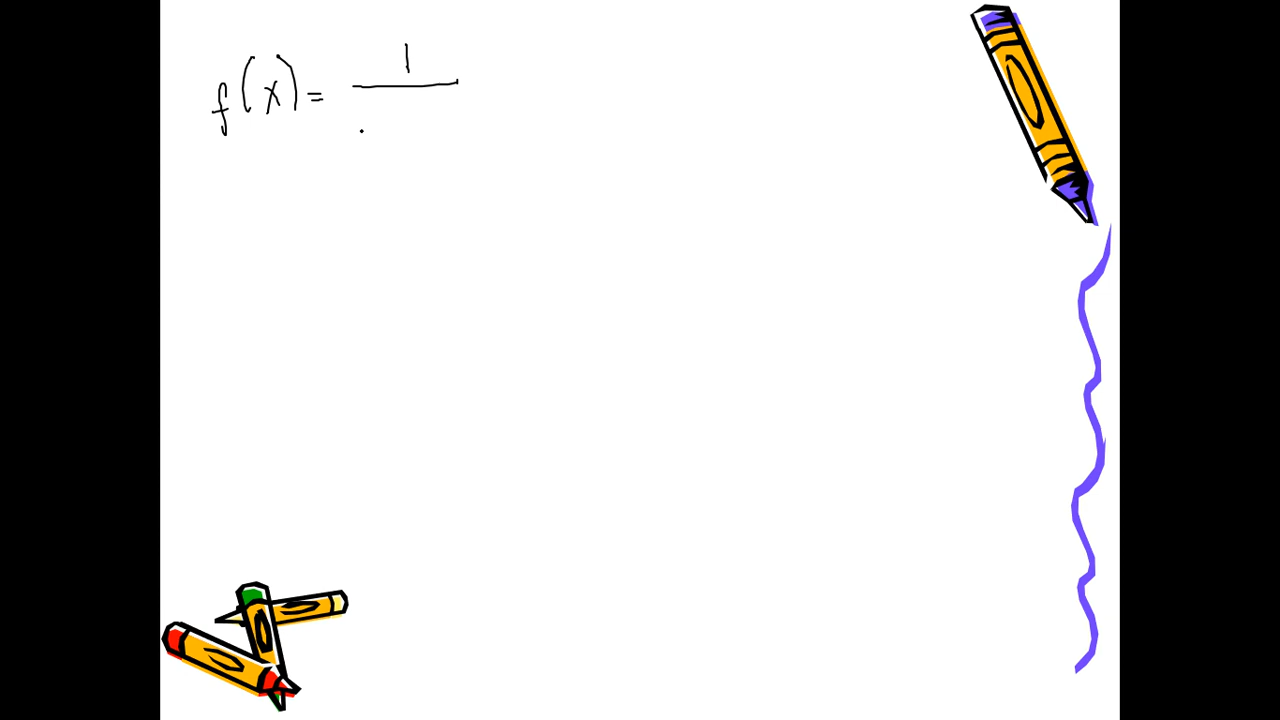 f(x) = 1/